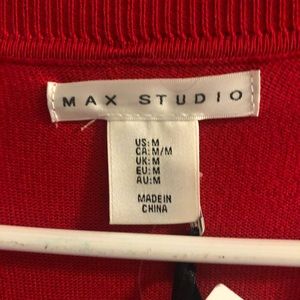 MAX STUDIO
US: M
CA: M/M
UK: M
EU: M
AU: M
MADE IN
CHINA